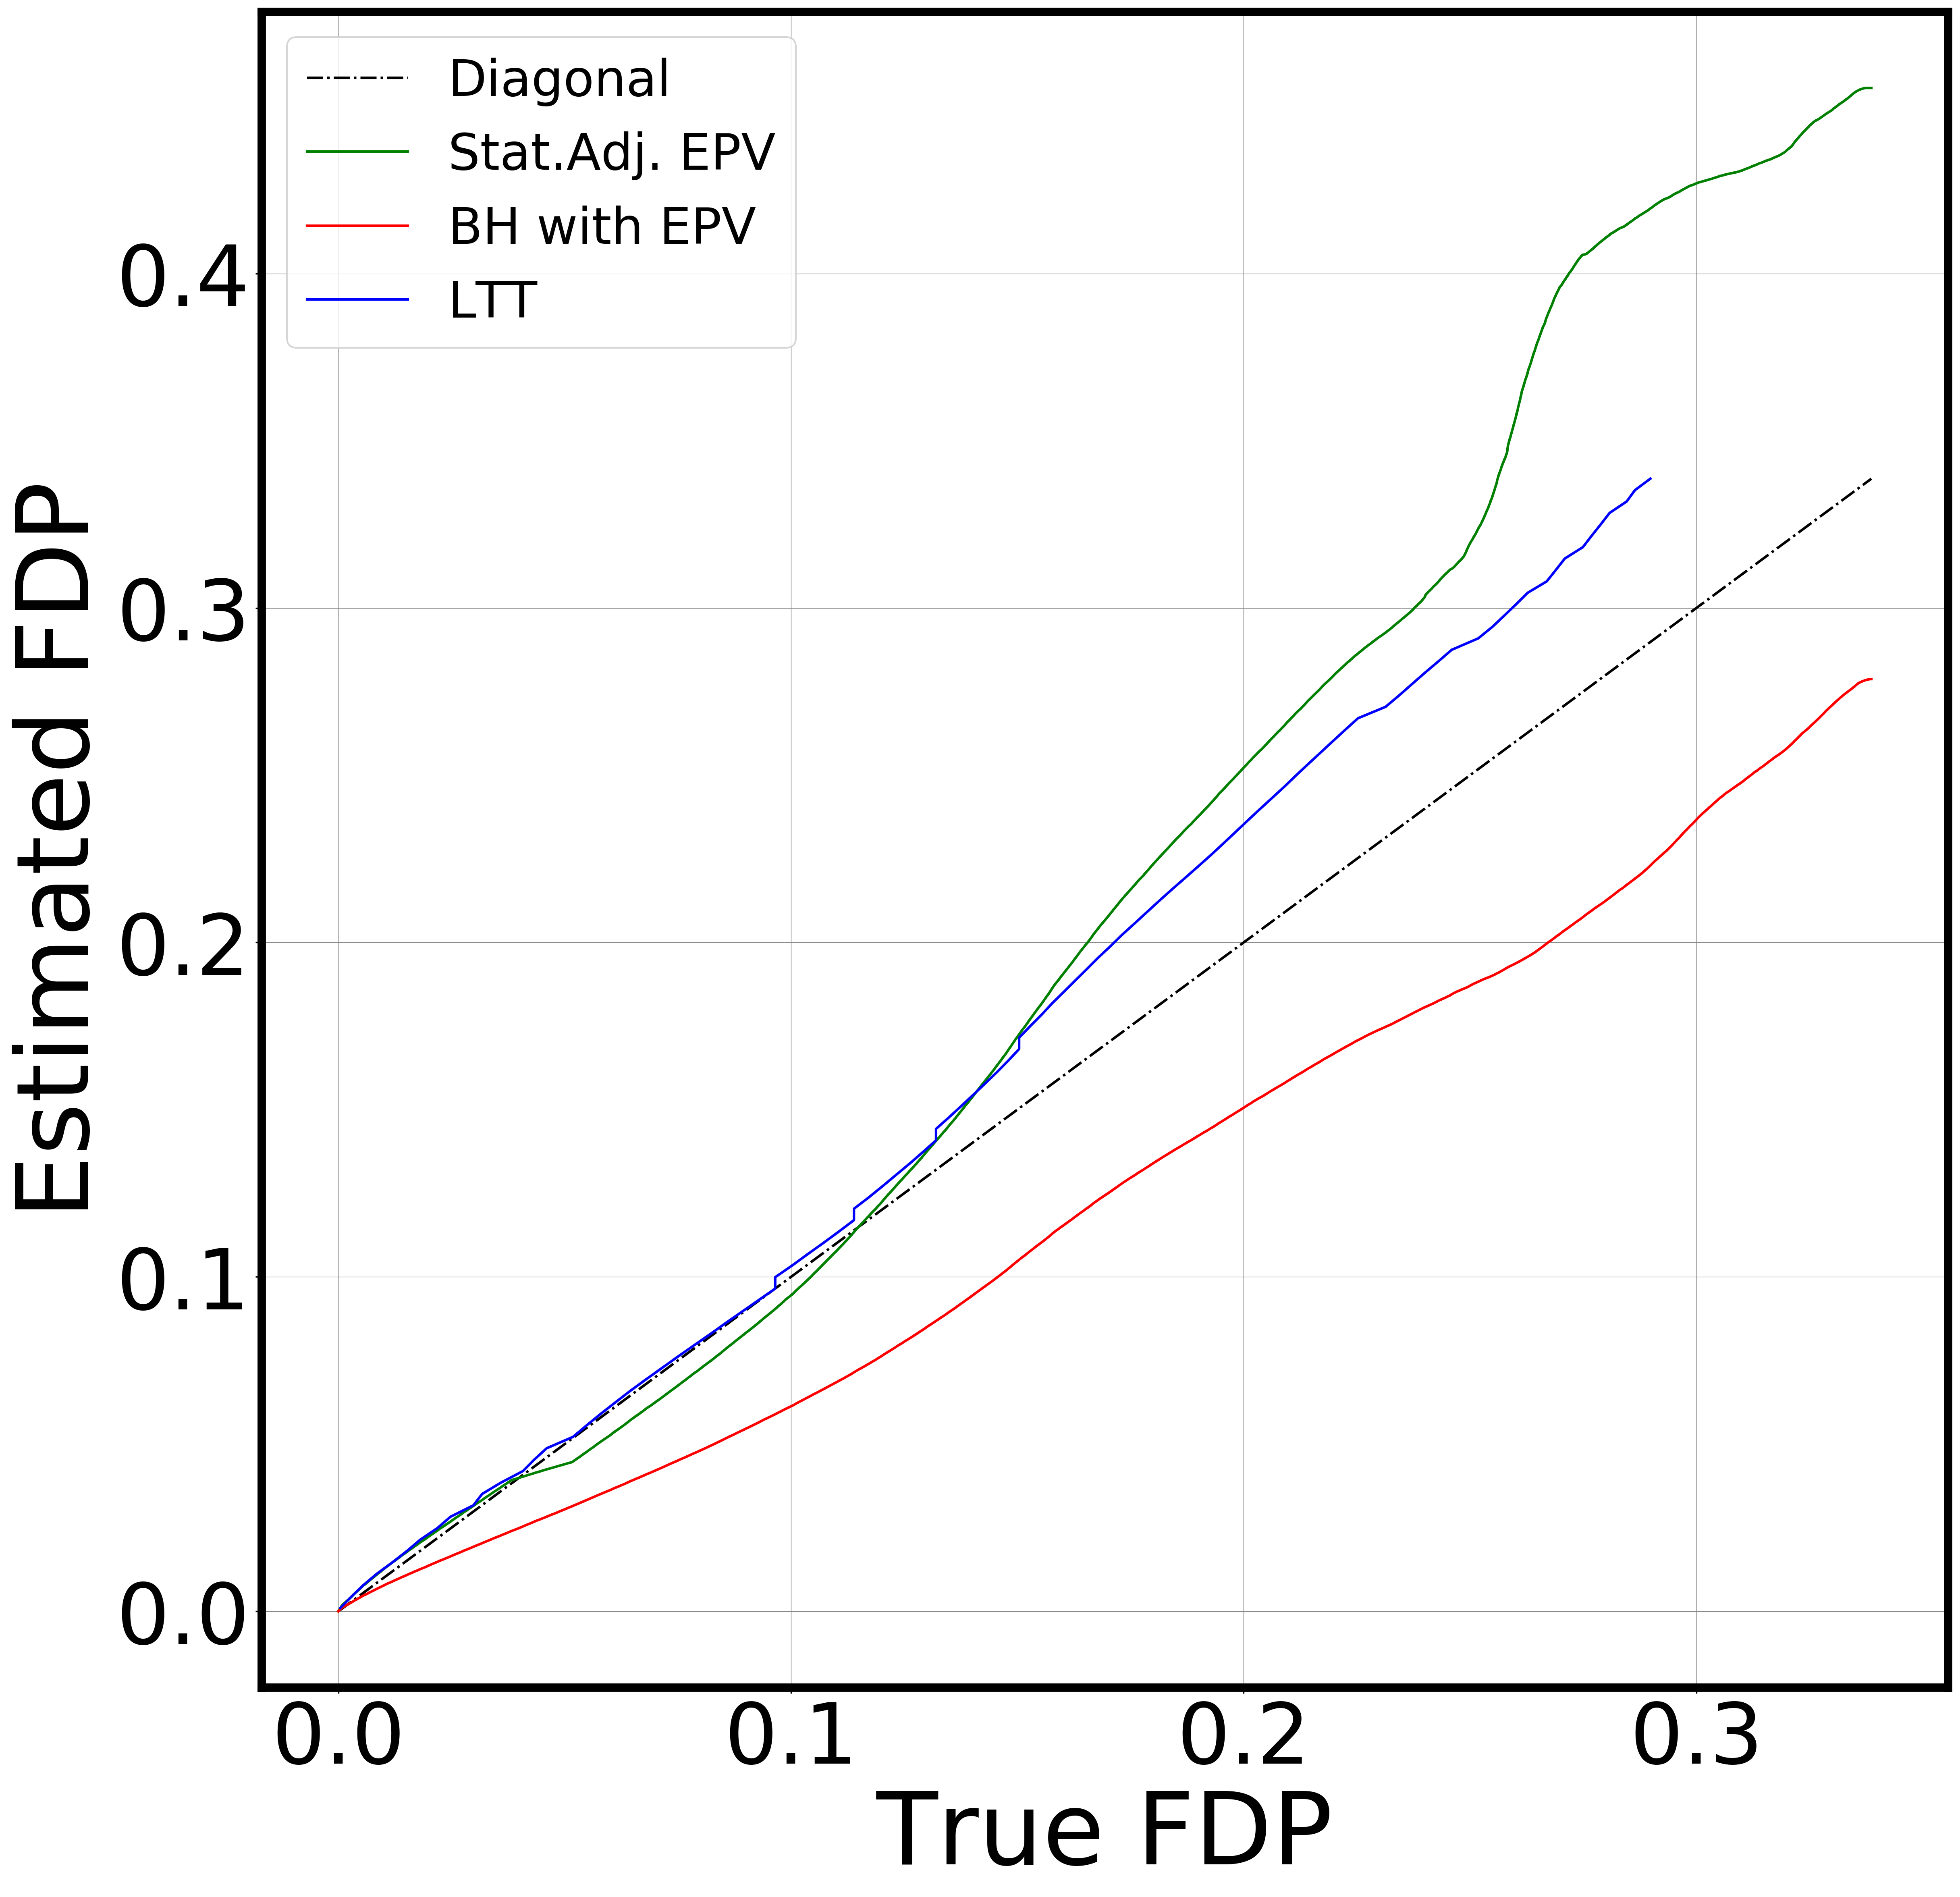 Diagonal
Stat.Adj. EPV
BH with EPV
LTT
Estimated FDP
0.4
0.3
0.2
0.1
0.0
0.0 0.1 0.2 0.3
True FDP